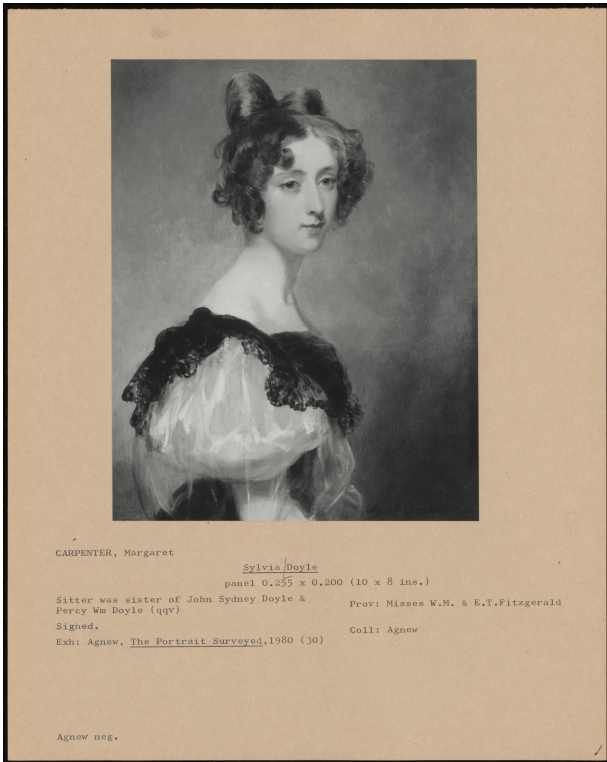 CARPENTER, Margaret
Sylvia Doyle
panel 0.255 x 0.200 (10 x 8 ins.)
Sitter was sister of John Sydney Doyle &
Percy Wm Doyle (qqv)
Prov: Misses W.M. & E.T.Fitzgerald
Signed.
Coll: Agnew
Exh: Agnew, The Portrait Surveyed,1980 (30)
Agnew neg.